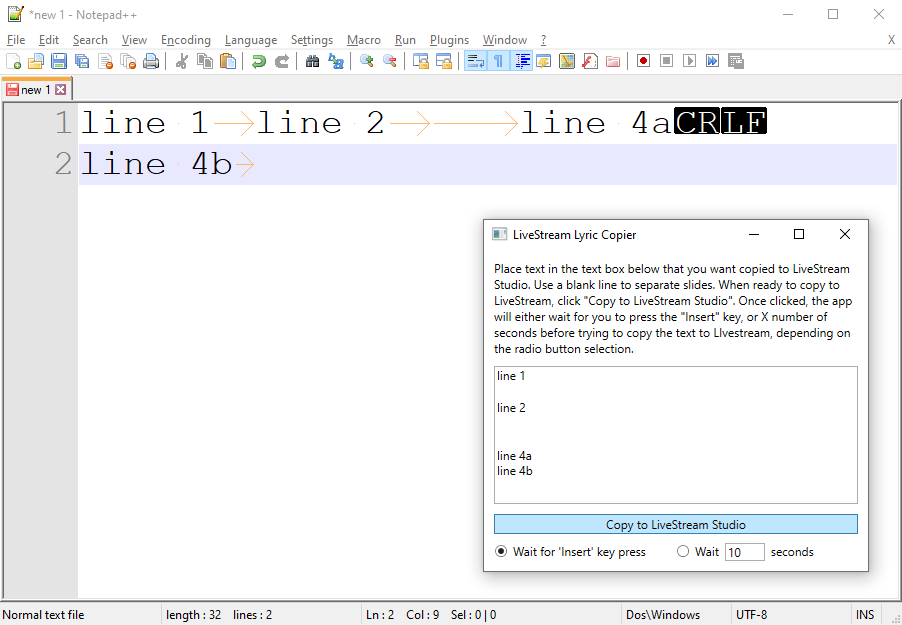 *new 1 - Notepad++
File Edit Search View Encoding Language Settings Macro Run Plugins Window ? X
new 1
1 line 1 line 2 line 4aCRLF
2 line 4b
LiveStream Lyric Copier
Place text in the text box below that you want copied to LiveStream
Studio. Use a blank line to separate slides. When ready to copy to
LiveStream, click "Copy to LiveStream Studio". Once clicked, the app
will either wait for you to press the "Insert" key, or X number of
seconds before trying to copy the text to LIvestream, depending on
the radio button selection.
line 1
line 2
line 4a
line 4b
Copy to LiveStream Studio
Wait for 'Insert' key press Wait 10 seconds
Normal text file length : 32 lines : 2 Ln : 2 Col : 9 Sel : 0 | 0 Dos\Windows UTF-8 INS